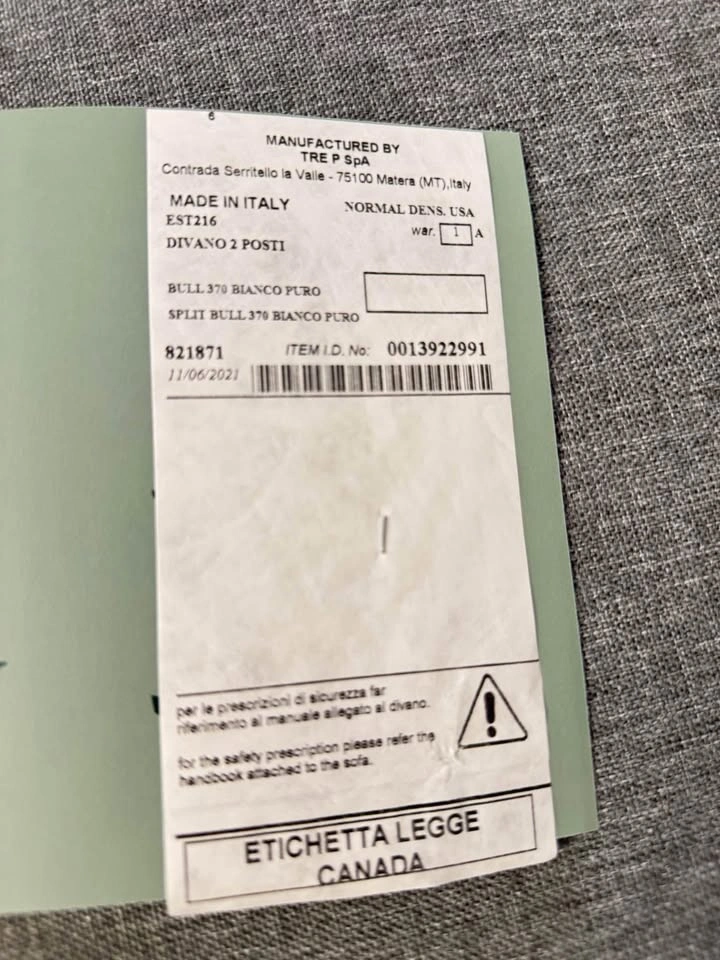 6
MANUFACTURED BY
TRE P SpA
Contrada Serritello la Valle - 75100 Matera (MT),Italy
MADE IN ITALY NORMAL DENS. USA
EST216 war. 1 A
DIVANO 2 POSTI
BULL 370 BIANCO PURO
SPLIT BULL 370 BIANCO PURO
821871 ITEM I.D. No: 0013922991
11/06/2021
per le prescrizioni di sicurezza far
riferimento al manuale allegato al divano.
for the safety prescription please refer the
handbook attached to the sofa.
ETICHETTA LEGGE
CANADA